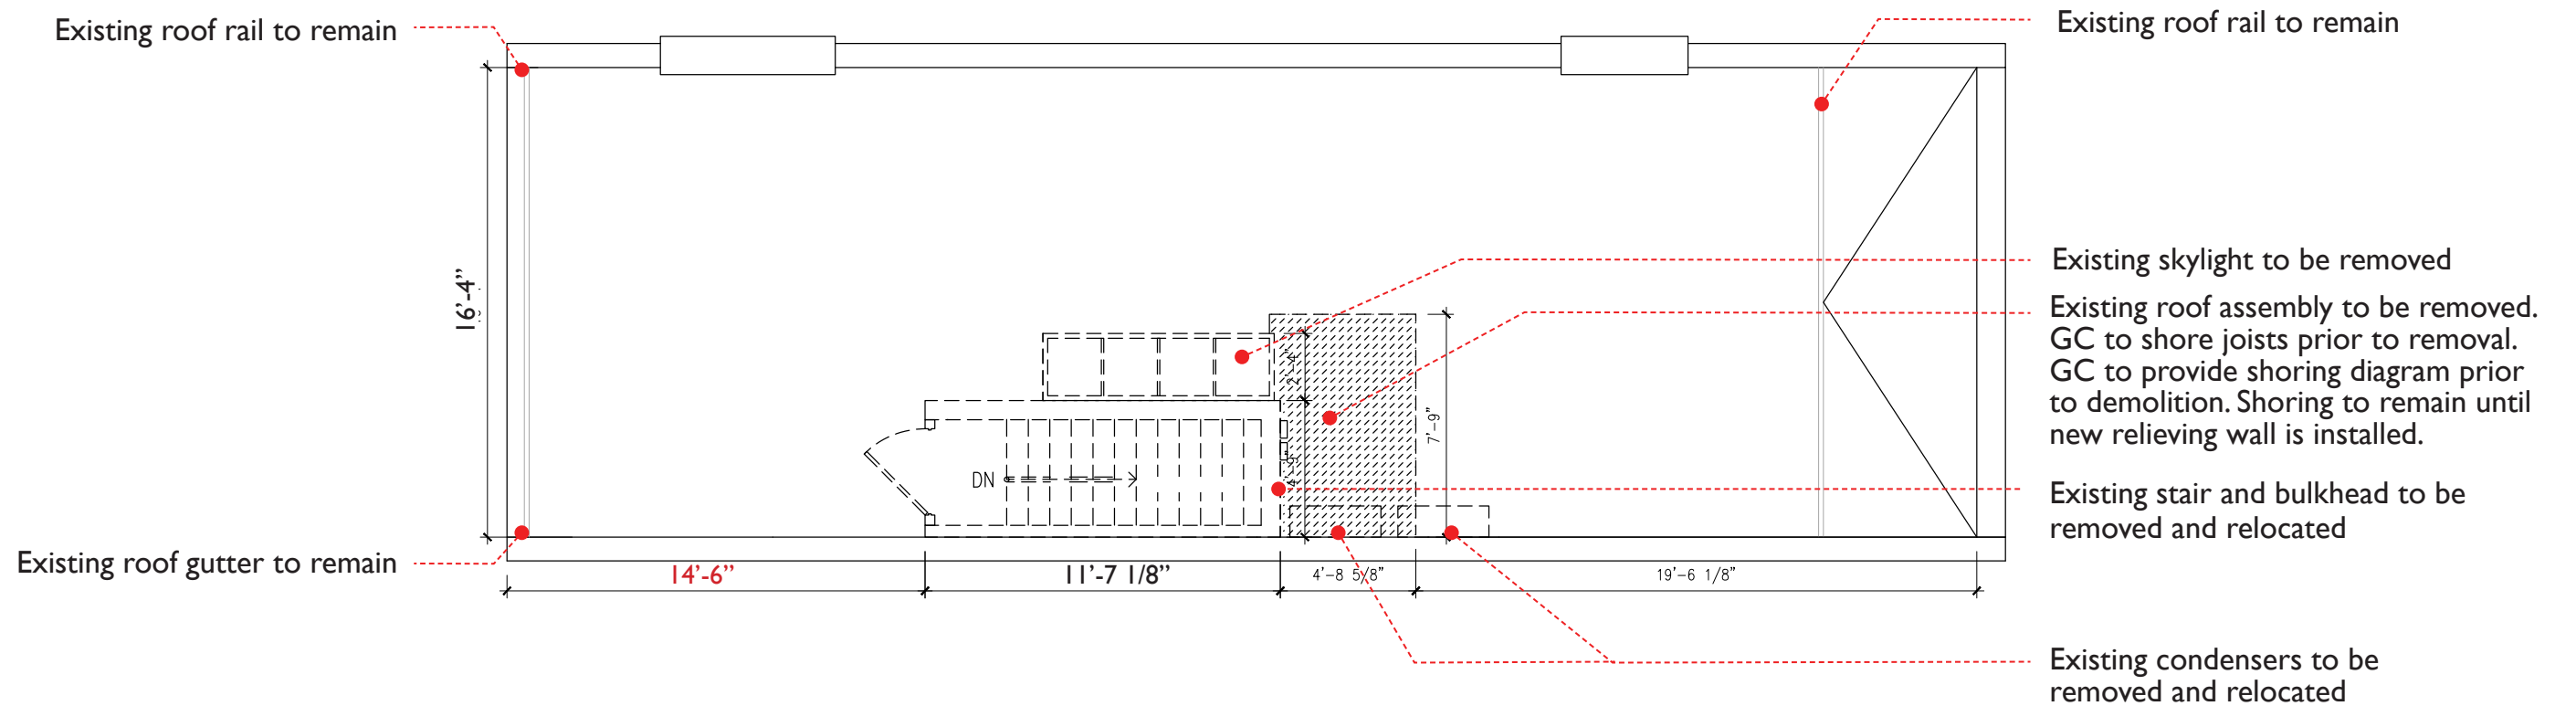 Existing roof rail to remain
Existing roof rail to remain
16’-4”
Existing skylight to be removed
Existing roof assembly to be removed.
GC to shore joists prior to removal.
GC to provide shoring diagram prior
to demolition. Shoring to remain until
new relieving wall is installed.
2'-4"
7'-9"
4'-9"
DN
Existing stair and bulkhead to be
removed and relocated
Existing roof gutter to remain
14’-6”
11’-7 1/8”
4'-8 5/8"
19'-6 1/8"
Existing condensers to be
removed and relocated